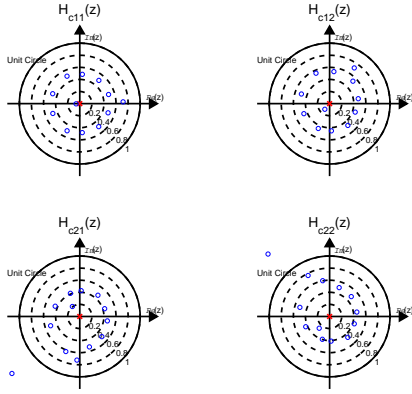 H_c11(z)
H_c12(z)
Im(z)
Im(z)
Unit Circle
Unit Circle
Re(z)
Re(z)
0.2
0.4
0.6
0.8
1
0.2
0.4
0.6
0.8
1
H_c21(z)
H_c22(z)
Im(z)
Im(z)
Unit Circle
Unit Circle
Re(z)
Re(z)
0.2
0.4
0.6
0.8
1
0.2
0.4
0.6
0.8
1